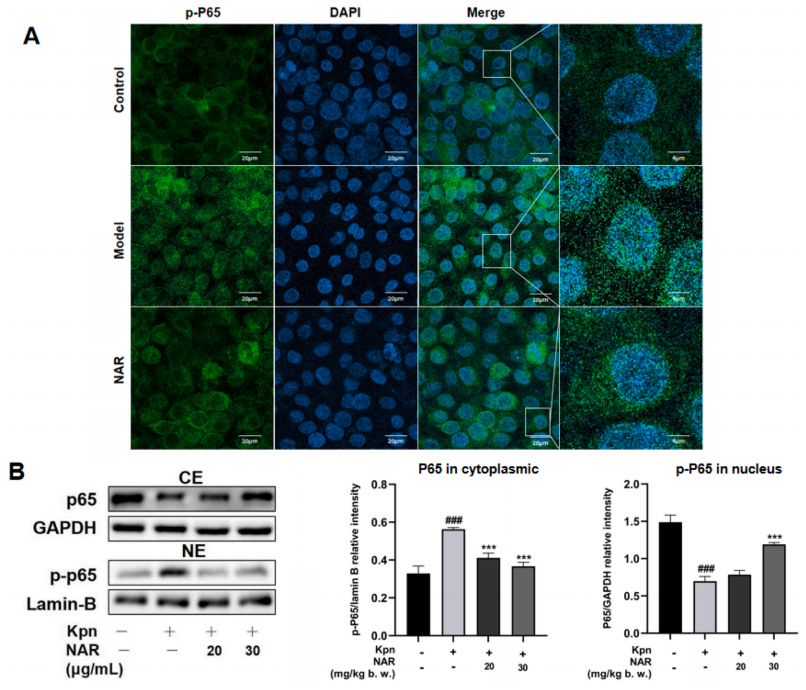 A
p-P65 DAPI Merge
Control
20μm 20μm 20μm 4μm
Model
20μm 20μm 20μm 4μm
NAR
20μm 20μm 20μm 4μm
B
CE
p65
GAPDH
NE
p-p65
Lamin-B
Kpn － + + +
NAR － － 20 30
(μg/mL)
P65 in cytoplasmic
p-P65/lamin B relative intensity
0.8
0.6
0.4
0.2
0.0
###
***
***
Kpn - + + +
NAR - - 20 30
(mg/kg b. w.)
p-P65 in nucleus
P65/GAPDH relative intensity
2.0
1.5
1.0
0.5
0.0
###
***
Kpn - + + +
NAR - - 20 30
(mg/kg b. w.)